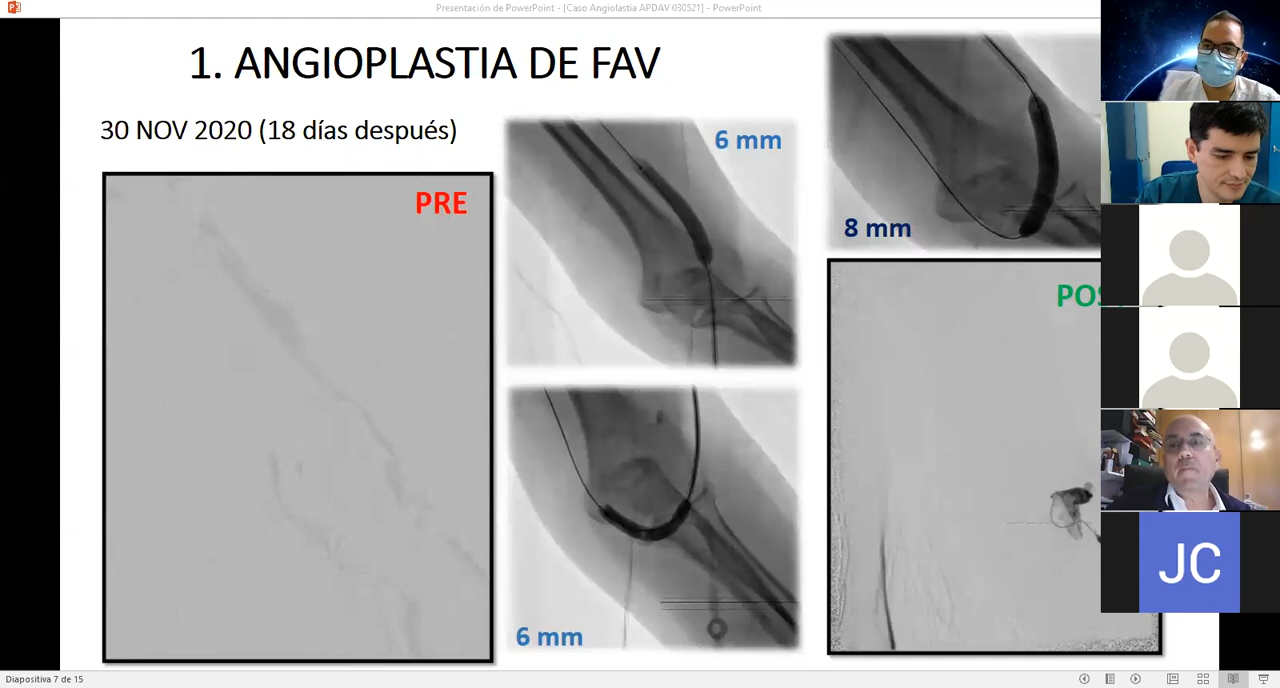 Presentación de PowerPoint - [Caso Angiolastia APDAV 030521] - PowerPoint
1. ANGIOPLASTIA DE FAV
30 NOV 2020 (18 días después)
PRE
6 mm
8 mm
6 mm
JC
Diapositiva 7 de 15